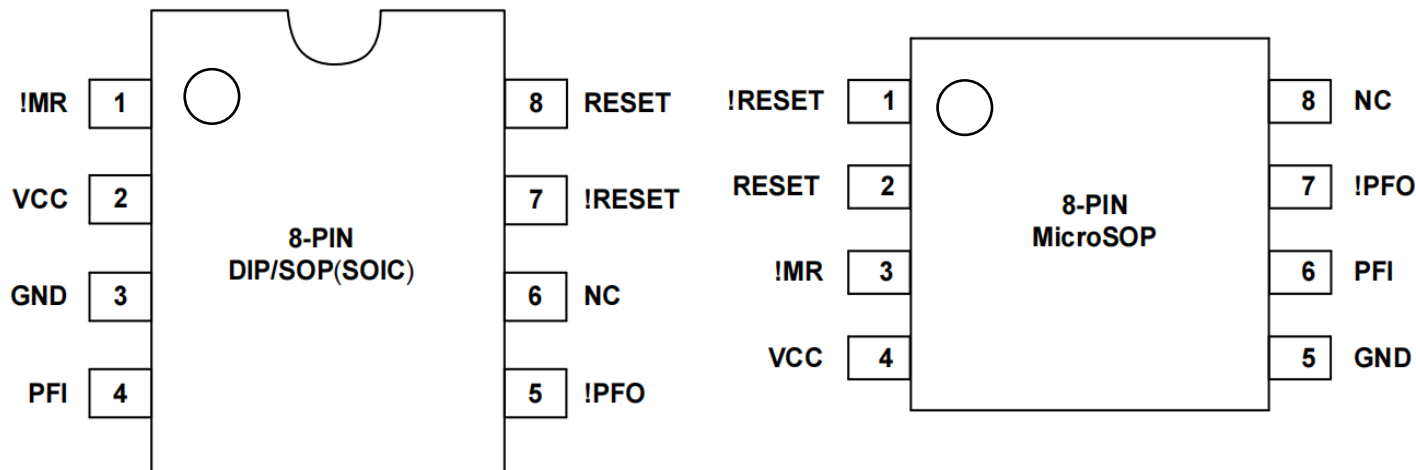 !MR 1 8 RESET
VCC 2 7 !RESET
8-PIN
DIP/SOP(SOIC)
GND 3 6 NC
PFI 4 5 !PFO
!RESET 1 8 NC
RESET 2 7 !PFO
8-PIN
MicroSOP
!MR 3 6 PFI
VCC 4 5 GND